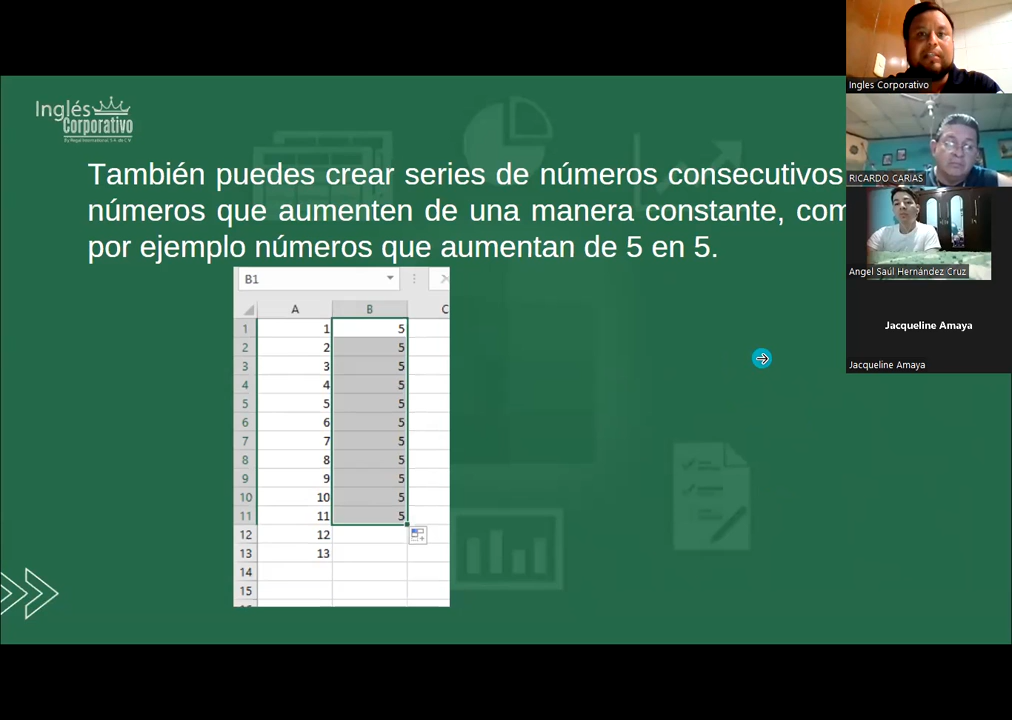 Inglés
Corporativo
También puedes crear series de números consecutivos
números que aumenten de una manera constante, com
por ejemplo números que aumentan de 5 en 5.
B1
A B C
1 1 5
2 2 5
3 3 5
4 4 5
5 5 5
6 6 5
7 7 5
8 8 5
9 9 5
10 10 5
11 11 5
12 12
13 13
14
15
Ingles Corporativo
RICARDO CARIAS
Angel Saúl Hernández Cruz
Jacqueline Amaya
Jacqueline Amaya